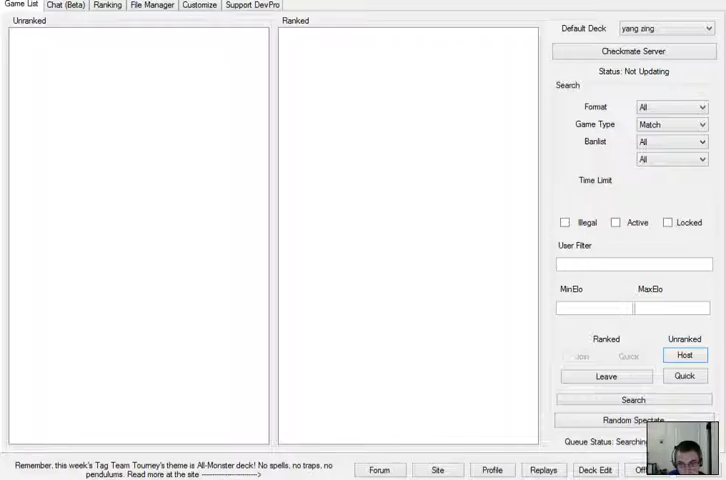 Game List Chat (Beta) Ranking File Manager Customize Support DevPro
Unranked
Ranked
Default Deck yang zing
Checkmate Server
Status: Not Updating
Search
Format All
Game Type Match
Banlist All
All
Time Limit
Illegal Active Locked
User Filter
MinElo MaxElo
Ranked Unranked
Join Quick Host
Leave Quick
Search
Random Spectate
Queue Status: Searching
Remember, this week's Tag Team Tourney's theme is All-Monster deck! No spells, no traps, no
pendulums. Read more at the site --------------------->
Forum Site Profile Replays Deck Edit